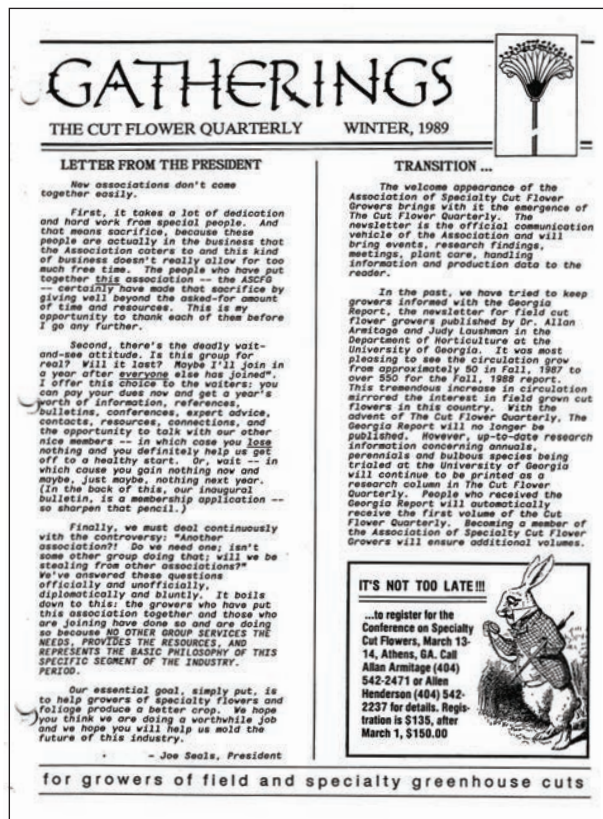 GATHERINGS
THE CUT FLOWER QUARTERLY WINTER, 1989
LETTER FROM THE PRESIDENT
New associations don't come
together easily.
First, it takes a lot of dedication
and hard work from special people. And
that means sacrifice, because these
people are actually in the business that
the Association caters to and this kind
of business doesn't really allow for too
much free time. The people who have put
together this association -- the ASCFG
-- certainly have made that sacrifice by
giving well beyond the asked-for amount
of time and resources. This is my
opportunity to thank each of them before
I go any further.
Second, there's the deadly wait-
and-see attitude. Is this group for
real? Will it last? Maybe I'll join in
a year after everyone else has joined".
I offer this choice to the waiters: you
can pay your dues now and get a year's
worth of information, references,
bulletins, conferences, expert advice,
contacts, resources, connections, and
the opportunity to talk with our other
nice members -- in which case you lose
nothing and you definitely help us get
off to a healthy start. Or, wait -- in
which cause you gain nothing now and
maybe, just maybe, nothing next year.
(In the back of this, our inaugural
bulletin, is a membership application --
so sharpen that pencil.)
Finally, we must deal continuously
with the controversy: "Another
association?! Do we need one; isn't
some other group doing that; will we be
stealing from other associations?"
We've answered these questions
officially and unofficially,
diplomatically and bluntly. It boils
down to this: the growers who have put
this association together and those who
are joining have done so and are doing
so because NO OTHER GROUP SERVICES THE
NEEDS, PROVIDES THE RESOURCES, AND
REPRESENTS THE BASIC PHILOSOPHY OF THIS
SPECIFIC SEGMENT OF THE INDUSTRY.
PERIOD.
Our essential goal, simply put, is
to help growers of specialty flowers and
foliage produce a better crop. We hope
you think we are doing a worthwhile job
and we hope you will help us mold the
future of this industry.
- Joe Seals, President
TRANSITION ...
The welcome appearance of the
Association of Specialty Cut Flower
Growers brings with it the emergence of
The Cut Flower Quarterly. The
newsletter is the official communication
vehicle of the Association and will
bring events, research findings,
meetings, plant care, handling
information and production data to the
reader.
In the past, we have tried to keep
growers informed with the Georgia
Report, the newsletter for field cut
flower growers published by Dr. Allan
Armitage and Judy Laushman in the
Department of Horticulture at the
University of Georgia. It was most
pleasing to see the circulation grow
from approximately 50 in Fall, 1987 to
over 550 for the Fall, 1988 report.
This tremendous increase in circulation
mirrored the interest in field grown cut
flowers in this country. With the
advent of The Cut Flower Quarterly, The
Georgia Report will no longer be
published. However, up-to-date research
information concerning annuals,
perennials and bulbous species being
trialed at the University of Georgia
will continue to be printed as a
research column in The Cut Flower
Quarterly. People who received the
Georgia Report will automatically
receive the first volume of the Cut
Flower Quarterly. Becoming a member of
the Association of Specialty Cut Flower
Growers will ensure additional volumes.
IT'S NOT TOO LATE!!!
...to register for the
Conference on Specialty
Cut Flowers, March 13-
14, Athens, GA. Call
Allan Armitage (404)
542-2471 or Allen
Henderson (404) 542-
2237 for details. Regis-
tration is $135, after
March 1, $150.00
for growers of field and specialty greenhouse cuts